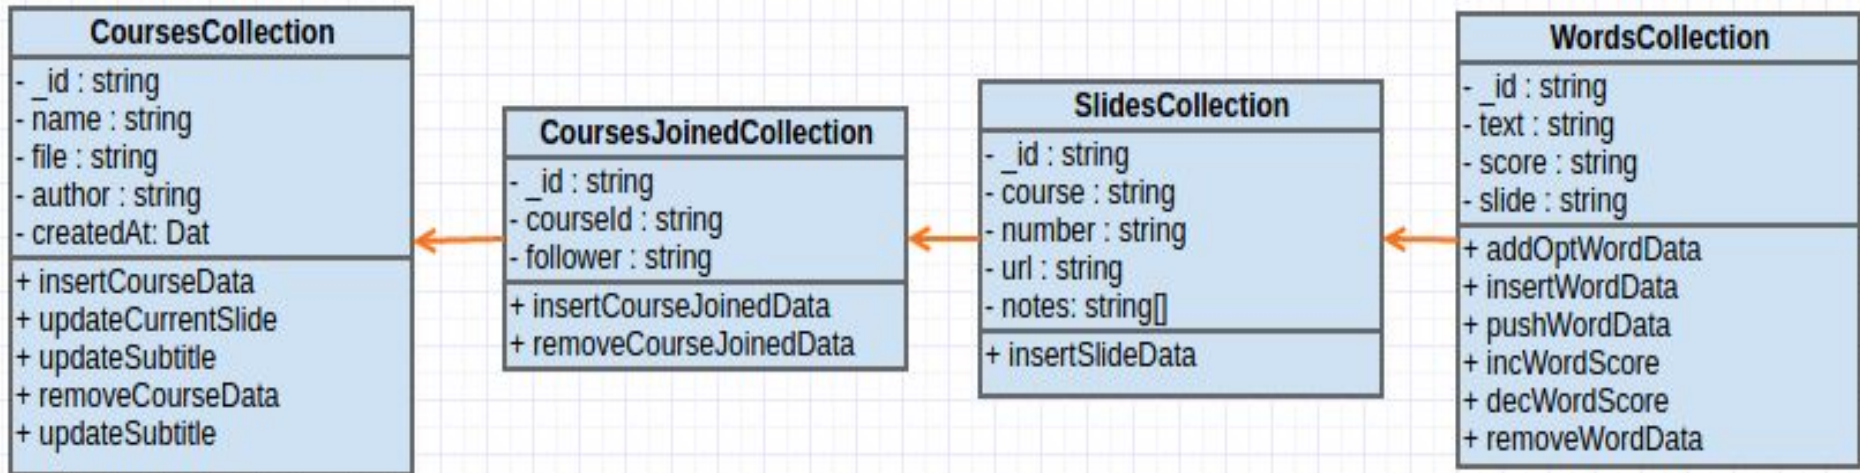 CoursesCollection
- _id : string
- name : string
- file : string
- author : string
- createdAt: Dat
+ insertCourseData
+ updateCurrentSlide
+ updateSubtitle
+ removeCourseData
+ updateSubtitle
CoursesJoinedCollection
- _id : string
- courseId : string
- follower : string
+ insertCourseJoinedData
+ removeCourseJoinedData
SlidesCollection
- _id : string
- course : string
- number : string
- url : string
- notes: string[]
+ insertSlideData
WordsCollection
- _id : string
- text : string
- score : string
- slide : string
+ addOptWordData
+ insertWordData
+ pushWordData
+ incWordScore
+ decWordScore
+ removeWordData